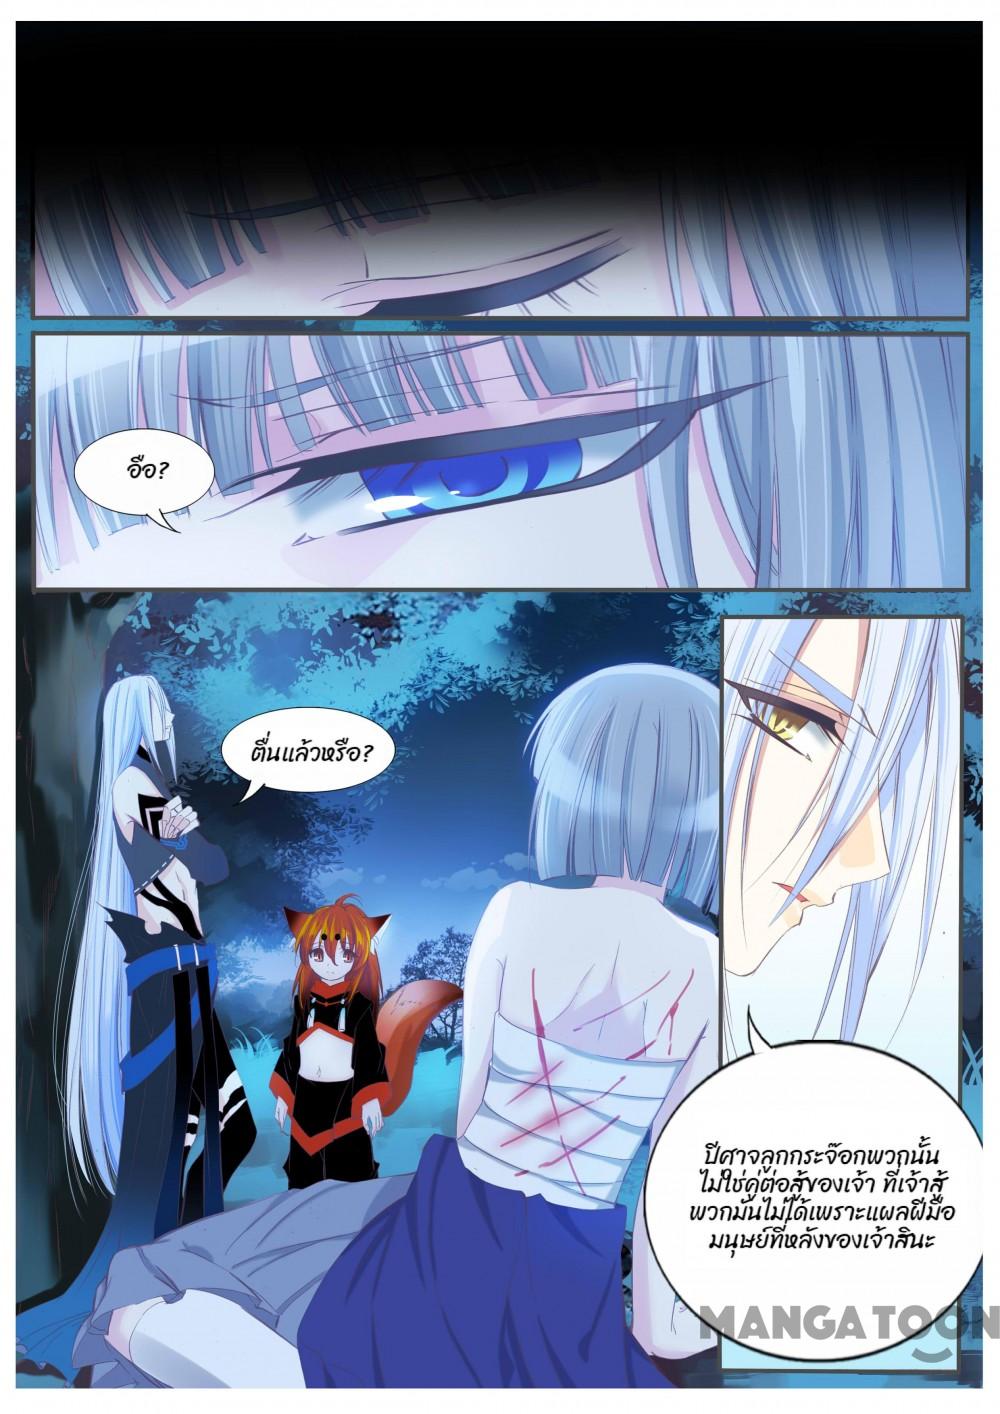 อือ?
ตื่นแล้วหรือ?
ปีศาจลูกกระจ๊อกพวกนั้น
ไม่ใช่คู่ต่อสู้ของเจ้า ที่เจ้าสู้
พวกมันไม่ได้เพราะแผลฝีมือ
มนุษย์ที่หลังของเจ้าสินะ
MANGATOON